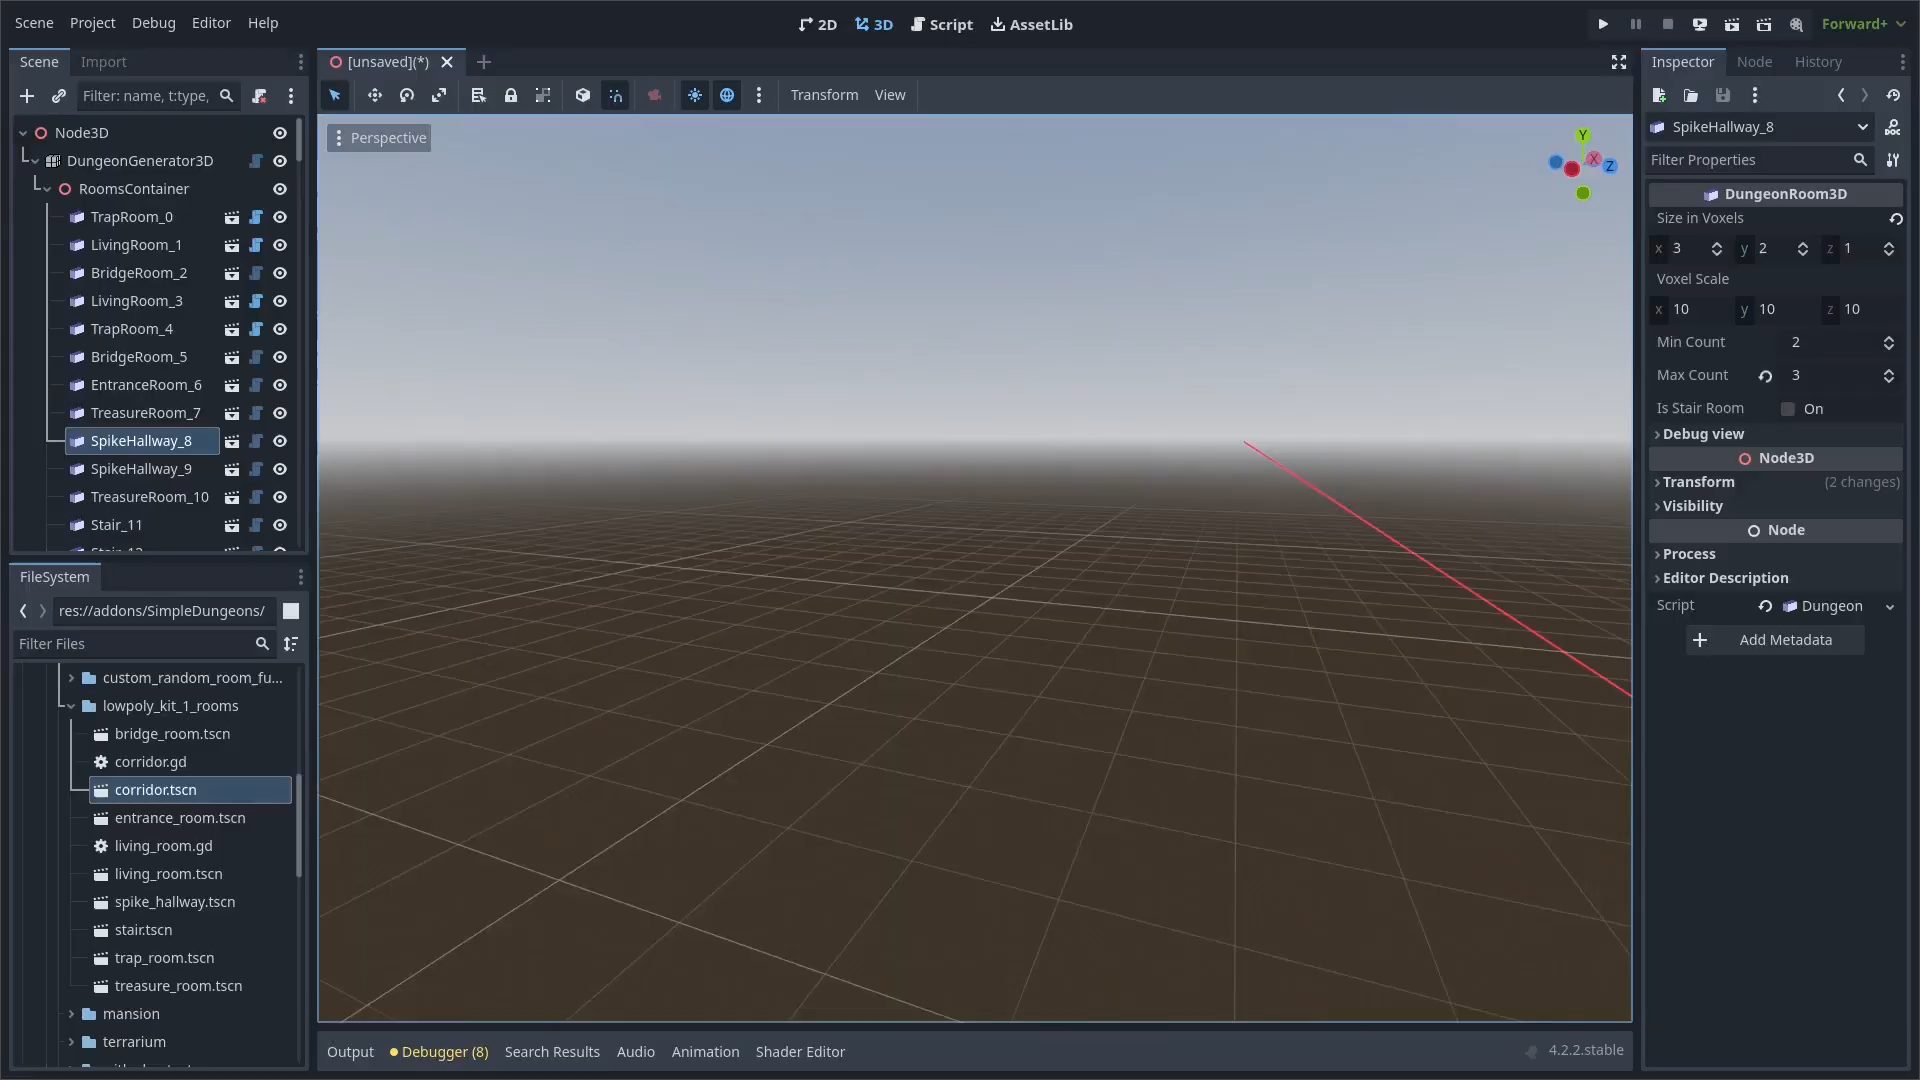 Scene Project Debug Editor Help
2D 3D Script AssetLib
Forward+
Scene Import
Filter: name, t:type,
Node3D
DungeonGenerator3D
RoomsContainer
TrapRoom_0
LivingRoom_1
BridgeRoom_2
LivingRoom_3
TrapRoom_4
BridgeRoom_5
EntranceRoom_6
TreasureRoom_7
SpikeHallway_8
SpikeHallway_9
TreasureRoom_10
Stair_11
FileSystem
res://addons/SimpleDungeons/
Filter Files
custom_random_room_fu...
lowpoly_kit_1_rooms
bridge_room.tscn
corridor.gd
corridor.tscn
entrance_room.tscn
living_room.gd
living_room.tscn
spike_hallway.tscn
stair.tscn
trap_room.tscn
treasure_room.tscn
mansion
terrarium
[unsaved](*)
Transform View
Perspective
Y
X
Z
Output Debugger (8) Search Results Audio Animation Shader Editor
4.2.2.stable
Inspector Node History
SpikeHallway_8
Filter Properties
DungeonRoom3D
Size in Voxels
x 3 y 2 z 1
Voxel Scale
x 10 y 10 z 10
Min Count 2
Max Count 3
Is Stair Room On
Debug view
Node3D
Transform (2 changes)
Visibility
Node
Process
Editor Description
Script Dungeon
Add Metadata